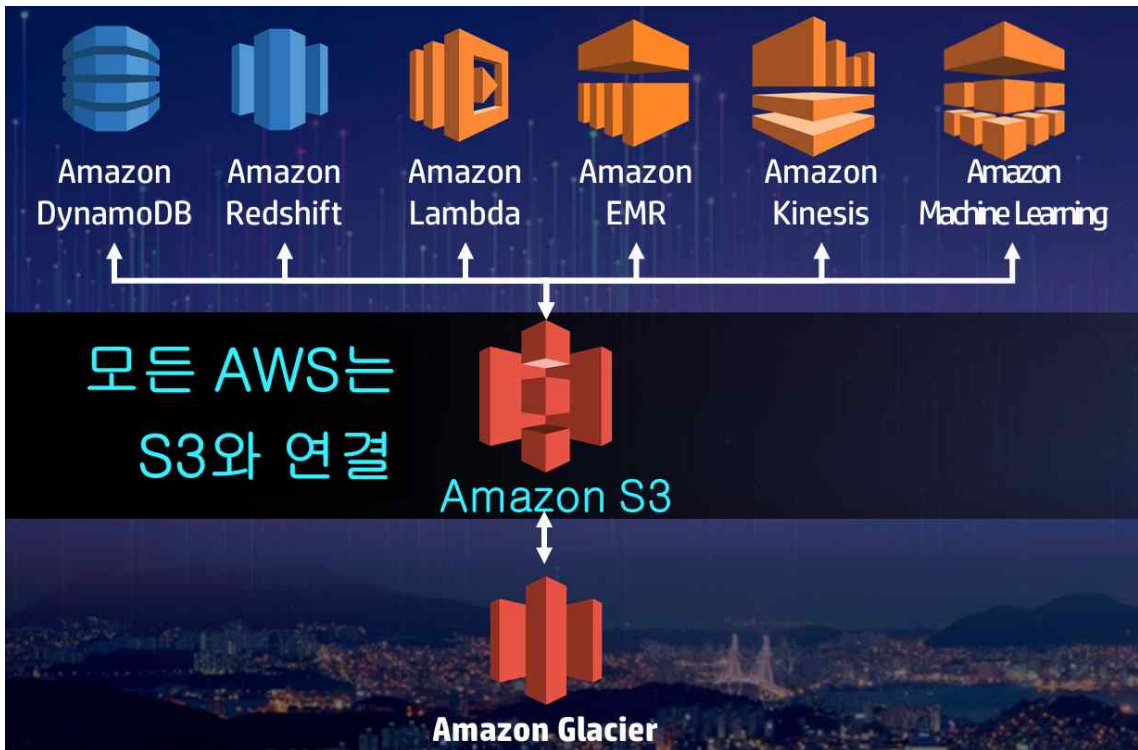 Amazon
DynamoDB
Amazon
Redshift
Amazon
Lambda
Amazon
EMR
Amazon
Kinesis
Amazon
Machine Learning
모든 AWS는
S3와 연결
Amazon S3
Amazon Glacier